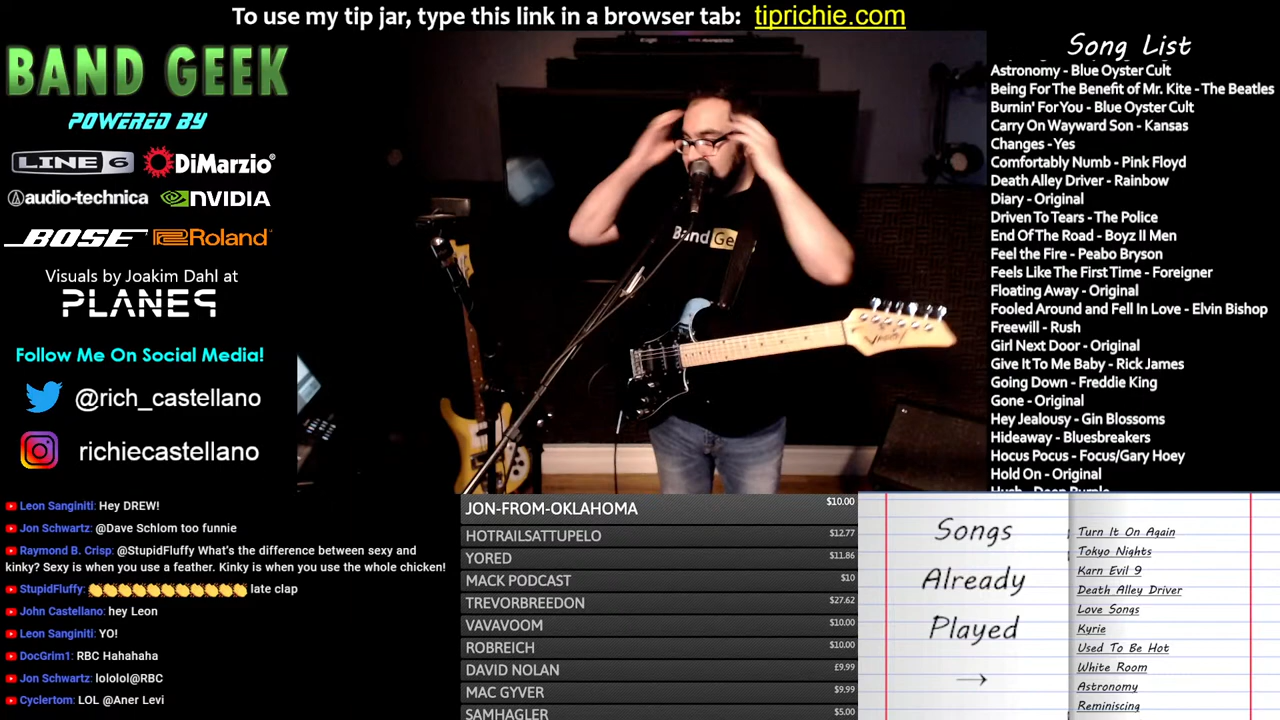 To use my tip jar, type this link in a browser tab: tiprichie.com
BAND GEEK
POWERED BY
LINE 6
DiMarzio®
audio-technica
NVIDIA
BOSE
Roland
Visuals by Joakim Dahl at
PLANE9
Follow Me On Social Media!
@rich_castellano
richiecastellano
Leon Sanginiti: Hey DREW!
Jon Schwartz: @Dave Schlom too funnie
Raymond B. Crisp: @StupidFluffy What's the difference between sexy and
kinky? Sexy is when you use a feather. Kinky is when you use the whole chicken!
StupidFluffy: 👏👏👏👏👏👏👏👏👏👏 late clap
John Castellano: hey Leon
Leon Sanginiti: YO!
DocGrim1: RBC Hahahaha
Jon Schwartz: lololol@RBC
Cyclertom: LOL @Aner Levi
Band Ge
JON-FROM-OKLAHOMA $10.00
HOTRAILSATTUPELO $12.77
YORED $11.86
MACK PODCAST $10
TREVORBREEDON $27.62
VAVAVOOM $10.00
ROBREICH $10.00
DAVID NOLAN £9.99
MAC GYVER $9.99
SAMHAGLER $5.00
Song List
Astronomy - Blue Oyster Cult
Being For The Benefit of Mr. Kite - The Beatles
Burnin' For You - Blue Oyster Cult
Carry On Wayward Son - Kansas
Changes - Yes
Comfortably Numb - Pink Floyd
Death Alley Driver - Rainbow
Diary - Original
Driven To Tears - The Police
End Of The Road - Boyz II Men
Feel the Fire - Peabo Bryson
Feels Like The First Time - Foreigner
Floating Away - Original
Fooled Around and Fell In Love - Elvin Bishop
Freewill - Rush
Girl Next Door - Original
Give It To Me Baby - Rick James
Going Down - Freddie King
Gone - Original
Hey Jealousy - Gin Blossoms
Hideaway - Bluesbreakers
Hocus Pocus - Focus/Gary Hoey
Hold On - Original
Hush - Deep Purple
Songs
Already
Played
→
Turn It On Again
Tokyo Nights
Karn Evil 9
Death Alley Driver
Love Songs
Kyrie
Used To Be Hot
White Room
Astronomy
Reminiscing